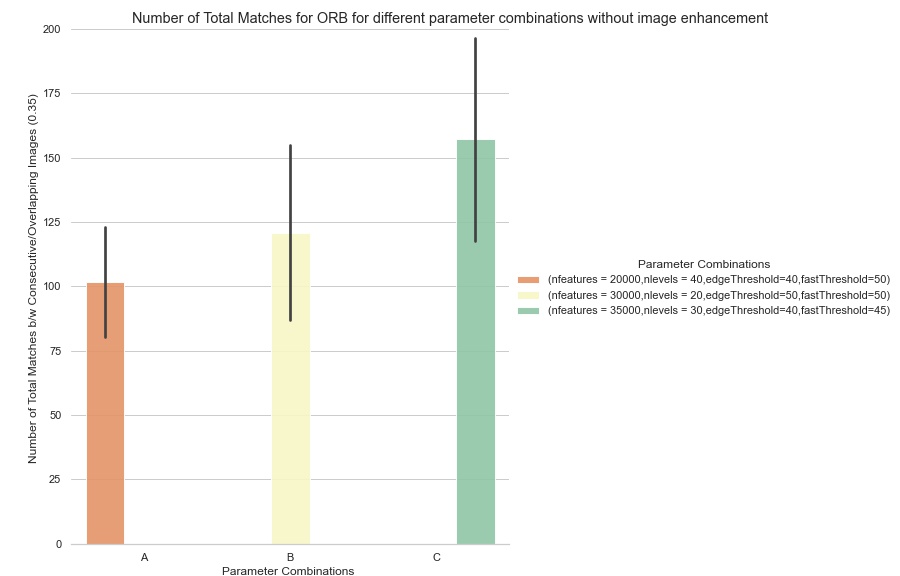 Number of Total Matches for ORB for different parameter combinations without image enhancement
Number of Total Matches b/w Consecutive/Overlapping Images (0.35)
200
175
150
125
100
75
50
25
0
A B C
Parameter Combinations
Parameter Combinations
(nfeatures = 20000,nlevels = 40,edgeThreshold=40,fastThreshold=50)
(nfeatures = 30000,nlevels = 20,edgeThreshold=50,fastThreshold=50)
(nfeatures = 35000,nlevels = 30,edgeThreshold=40,fastThreshold=45)